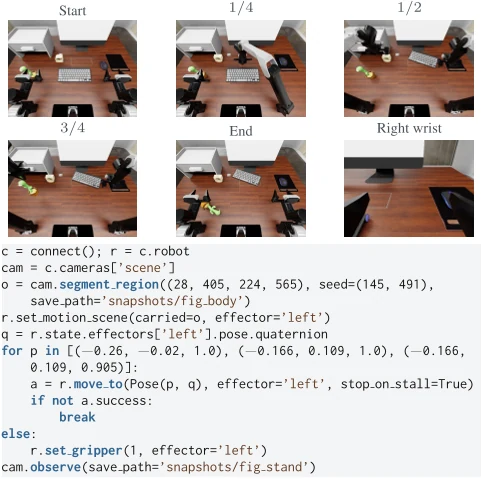 Start
1/4
1/2
3/4
End
Right wrist
c = connect(); r = c.robot
cam = c.cameras['scene']
o = cam.segment_region((28, 405, 224, 565), seed=(145, 491),
save_path='snapshots/fig_body')
r.set_motion_scene(carried=o, effector='left')
q = r.state.effectors['left'].pose.quaternion
for p in [(−0.26, −0.02, 1.0), (−0.166, 0.109, 1.0), (−0.166,
0.109, 0.905)]:
a = r.move_to(Pose(p, q), effector='left', stop_on_stall=True)
if not a.success:
break
else:
r.set_gripper(1, effector='left')
cam.observe(save_path='snapshots/fig_stand')